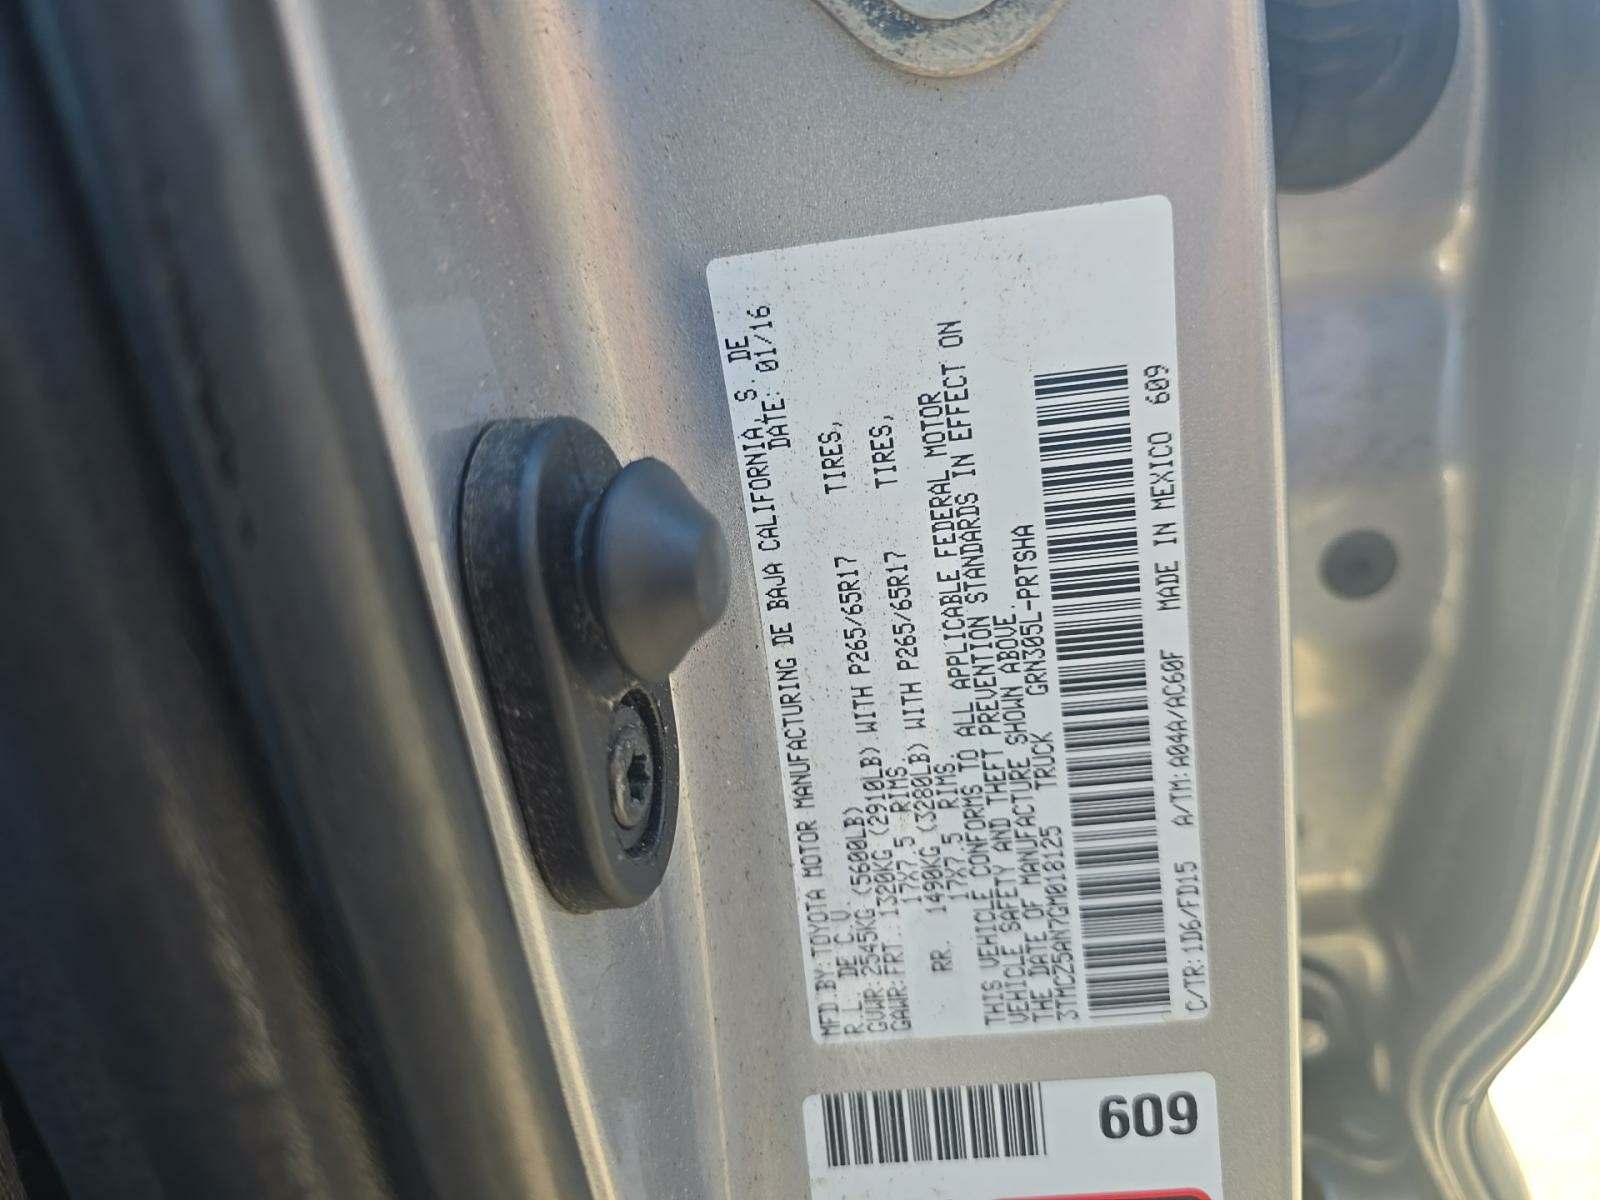 MFD BY:TOYOTA MOTOR MANUFACTURING DE BAJA CALIFORNIA, S. DE
R.L. DE C.V. DATE: 01/16
GVWR:2545KG (5600LB)
GAWR:FRT. 1320KG (2910LB) WITH P265/65R17 TIRES,
17X7.5 RIMS,
RR. 1490KG (3280LB) WITH P265/65R17 TIRES,
17X7.5 RIMS.
THIS VEHICLE CONFORMS TO ALL APPLICABLE FEDERAL MOTOR
VEHICLE SAFETY AND THEFT PREVENTION STANDARDS IN EFFECT ON
THE DATE OF MANUFACTURE SHOWN ABOVE.
3TMCZ5AN7GM018125 TRUCK GRN305L-PRTSHA
C/TR:1D6/FD15 A/TM:A04A/AC60F MADE IN MEXICO 609
609